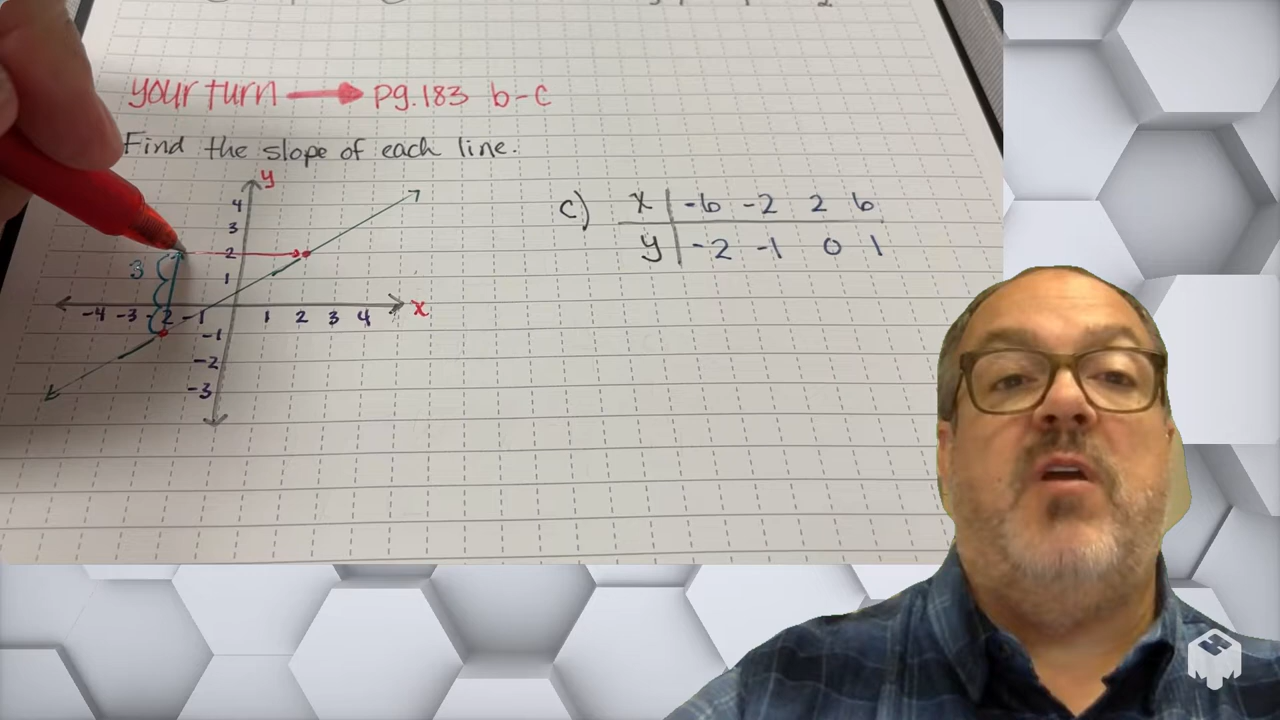 your turn → pg.183 b-c
Find the slope of each line.
y
4
3
2
1
3
-4 -3 -2 -1 1 2 3 4 x
-1
-2
-3
c) x | -6 -2 2 6
y | -2 -1 0 1